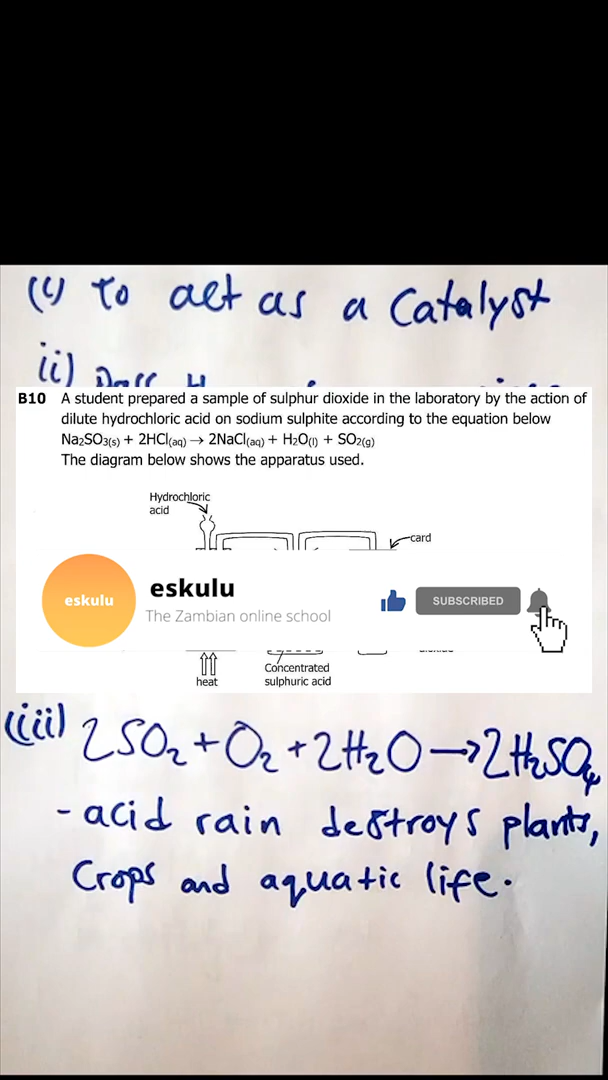 (i) To act as a Catalyst
ii)
B10 A student prepared a sample of sulphur dioxide in the laboratory by the action of
dilute hydrochloric acid on sodium sulphite according to the equation below
Na₂SO₃(s) + 2HCl(aq) → 2NaCl(aq) + H₂O(l) + SO₂(g)
The diagram below shows the apparatus used.
Hydrochloric
acid
card
eskulu
eskulu
The Zambian online school
SUBSCRIBED
heat
Concentrated
sulphuric acid
(iii) 2SO₂ + O₂ + 2H₂O → 2H₂SO₄
- acid rain destroys plants,
Crops and aquatic life.